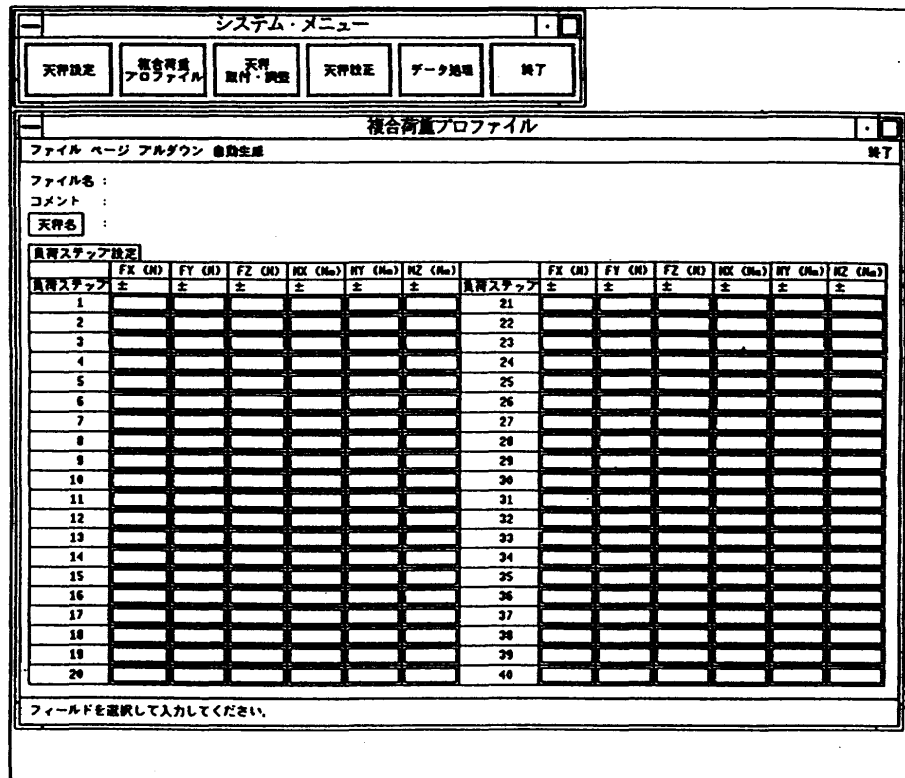 システム・メニュー
天秤設定
複合荷重
プロファイル
天秤
取付・調整
天秤校正
データ処理
終了
複合荷重プロファイル
ファイル ページ プルダウン 自動生成 終了
ファイル名 :
コメント :
天秤名 :
負荷ステップ設定
FX (N) FY (N) FZ (N) MX (Nm) MY (Nm) MZ (Nm) FX (N) FY (N) FZ (N) MX (Nm) MY (Nm) MZ (Nm)
負荷ステップ ± ± ± ± ± ± 負荷ステップ ± ± ± ± ± ±
1 21
2 22
3 23
4 24
5 25
6 26
7 27
8 28
9 29
10 30
11 31
12 32
13 33
14 34
15 35
16 36
17 37
18 38
19 39
20 40
フィールドを選択して入力してください。